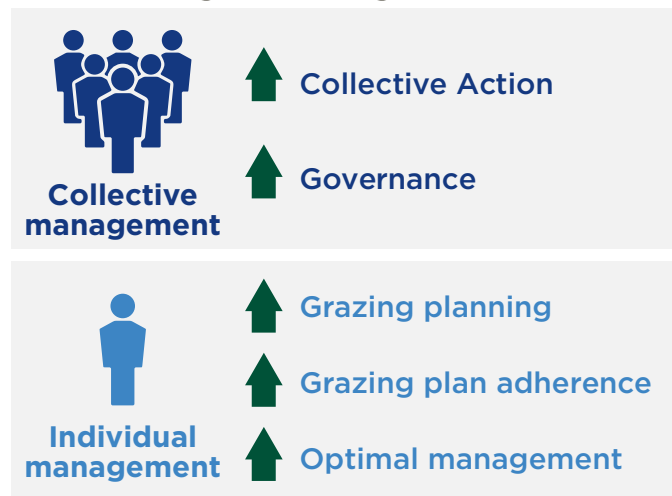 Collective Action
Governance
Collective
management
Grazing planning
Grazing plan adherence
Optimal management
Individual
management